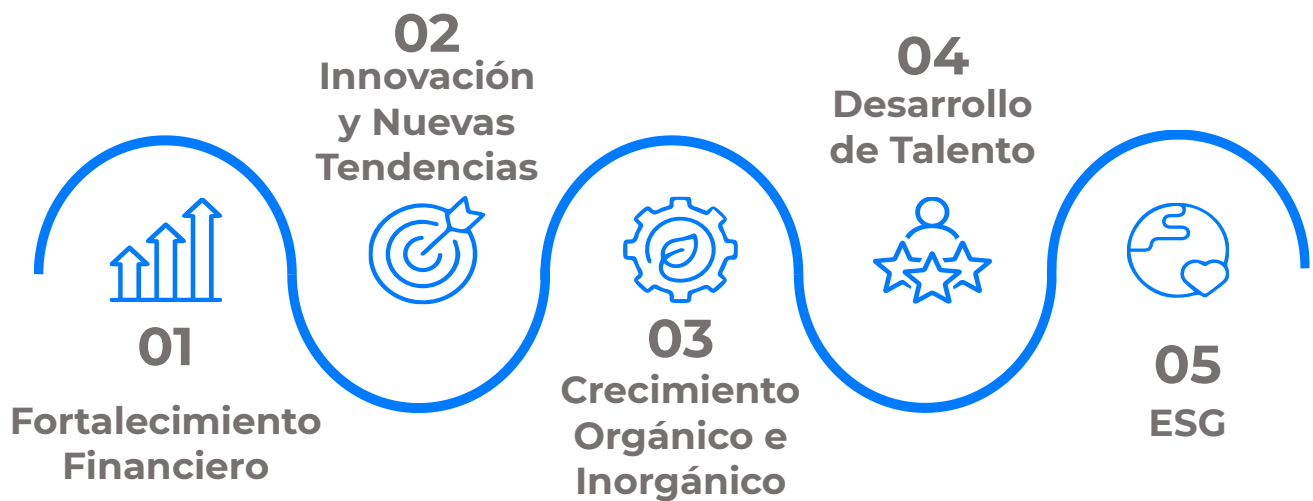 01
Fortalecimiento
Financiero
02
Innovación
y Nuevas
Tendencias
03
Crecimiento
Orgánico e
Inorgánico
04
Desarrollo
de Talento
05
ESG